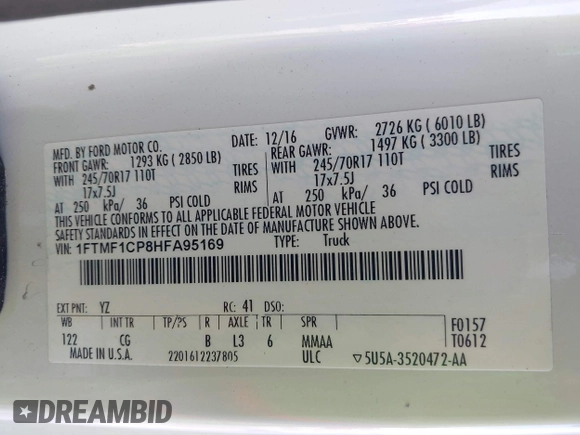 MFD. BY FORD MOTOR CO.
DATE: 12/16
GVWR: 2726 KG ( 6010 LB)
FRONT GAWR: 1293 KG ( 2850 LB)
REAR GAWR: 1497 KG ( 3300 LB)
WITH 245/70R17 110T TIRES
17x7.5J RIMS
AT 250 kPa/ 36 PSI COLD
WITH 245/70R17 110T TIRES
17x7.5J RIMS
AT 250 kPa/ 36 PSI COLD
THIS VEHICLE CONFORMS TO ALL APPLICABLE FEDERAL MOTOR VEHICLE
SAFETY STANDARDS IN EFFECT ON THE DATE OF MANUFACTURE SHOWN ABOVE.
VIN: 1FTMF1CP8HFA95169 TYPE: Truck
EXT PNT: YZ RC: 41 DSO:
WB INT TR TP/PS R AXLE TR SPR F0157
122 CG B L3 6 MMAA T0612
MADE IN U.S.A. 2201612237805 ULC ▽5U5A-3520472-AA
DREAMBID